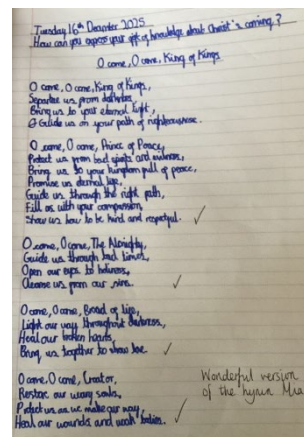 Tuesday 16th December 2025
How can you express your gift of knowledge about Christ's coming?
O come, O come, King of Kings
O come, O come, King of Kings,
Separate us from darkness,
Bring us to your eternal light,
& Guide us on your path of righteousness.
O come, O come, Prince of Peace,
Protect us from bad spirits and evilness,
Bring us to your kingdom full of peace,
Promise us eternal life,
Guide us through the right path,
Fill us with your compassion,
Show us how to be kind and respectful.
O come, O come, The Almighty,
Guide us through bad times,
Open our eyes to holiness,
Cleanse us from our sins.
O come, O come, Bread of life,
Light our way throughout darkness,
Heal our broken hearts,
Bring us together to show love.
O come, O come, Creator,
Restore our weary souls,
Protect us as we make our way,
Heal our wounds and weak bodies.
Wonderful version
of the hymn